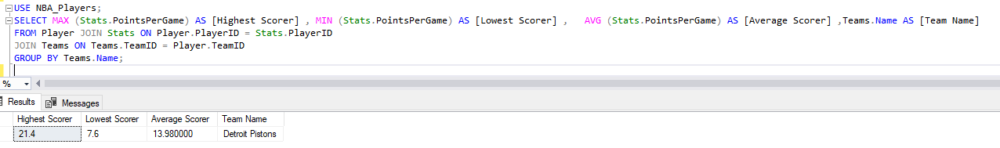 USE NBA_Players;
SELECT MAX (Stats.PointsPerGame) AS [Highest Scorer] , MIN (Stats.PointsPerGame) AS [Lowest Scorer] , AVG (Stats.PointsPerGame) AS [Average Scorer] ,Teams.Name AS [Team Name]
FROM Player JOIN Stats ON Player.PlayerID = Stats.PlayerID
JOIN Teams ON Teams.TeamID = Player.TeamID
GROUP BY Teams.Name;
%
Results Messages
Highest Scorer Lowest Scorer Average Scorer Team Name
21.4 7.6 13.980000 Detroit Pistons